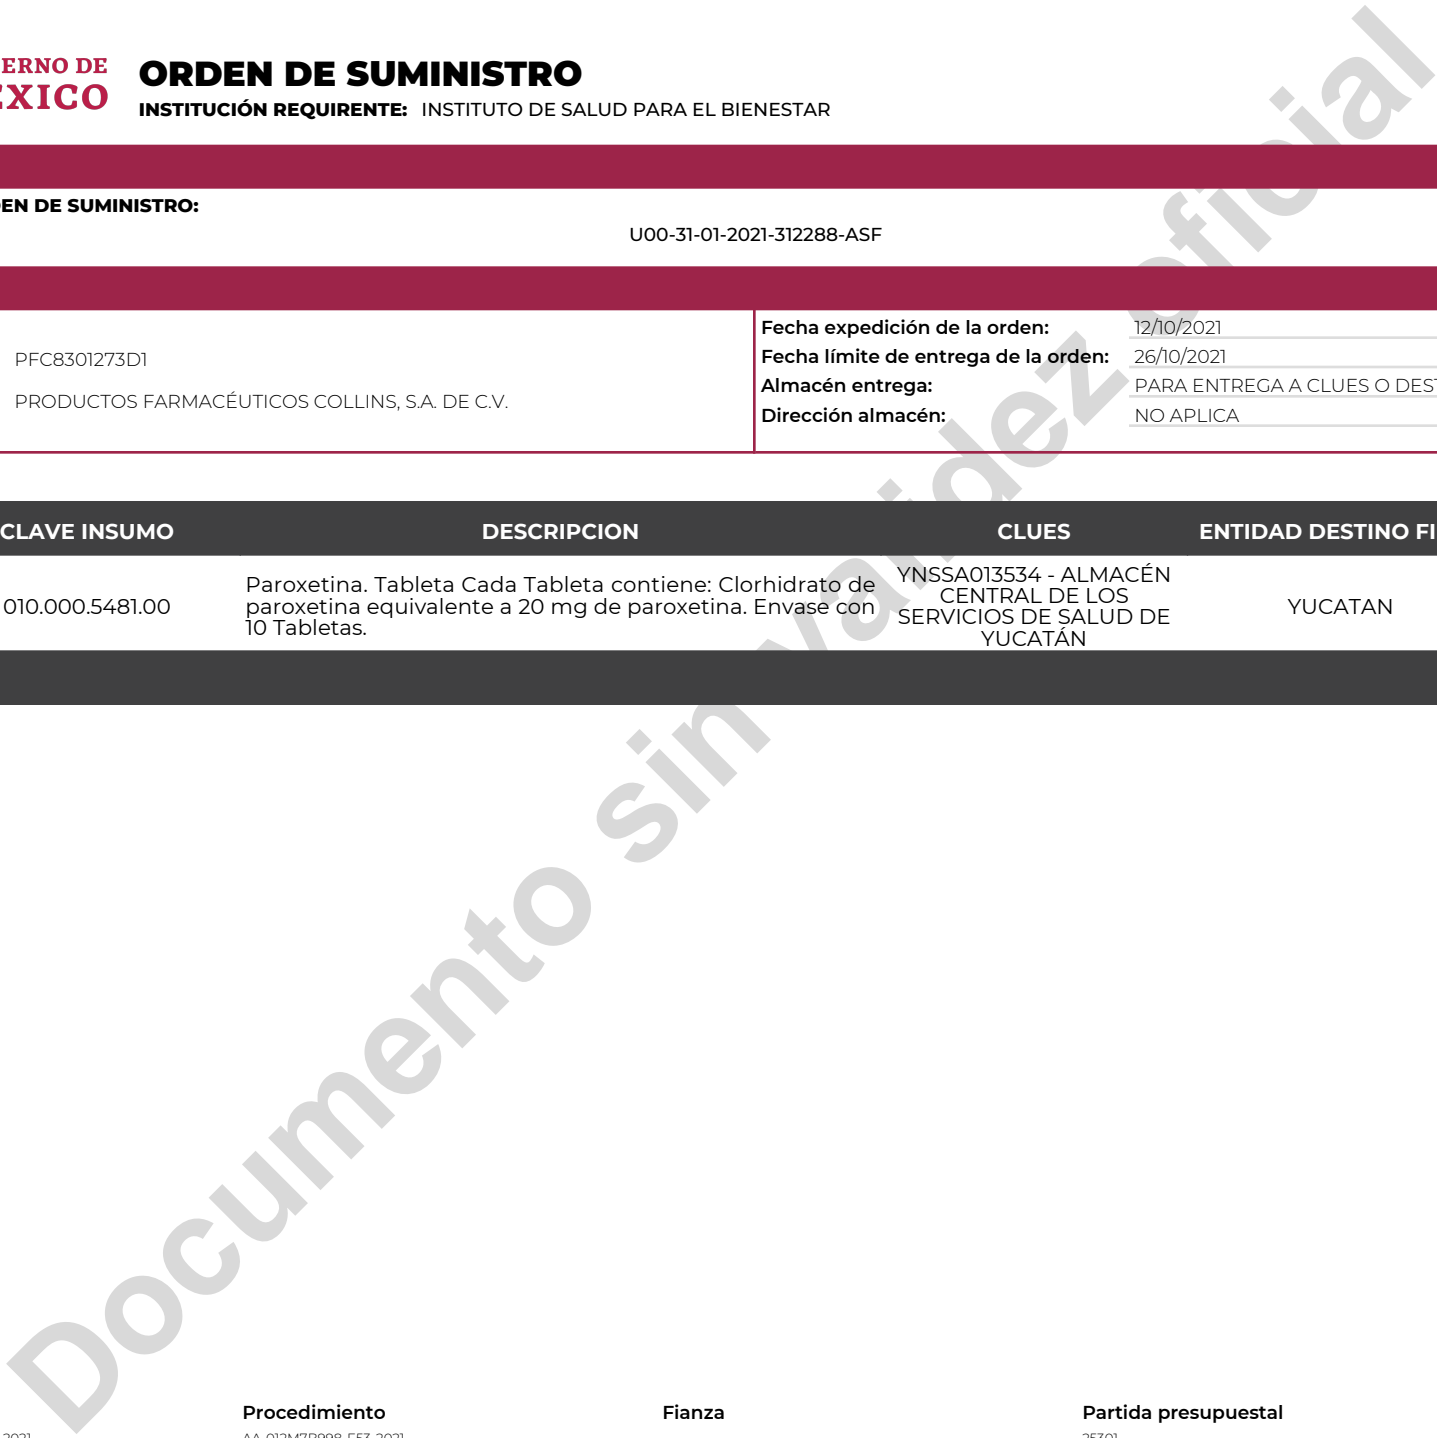 ERNO DE
ORDEN DE SUMINISTRO
INSTITUCIÓN REQUIRENTE: INSTITUTO DE SALUD PARA EL BIENESTAR
EN DE SUMINISTRO:
U00-31-01-2021-312288-ASF
PFC8301273D1
PRODUCTOS FARMACÉUTICOS COLLINS, S.A. DE C.V.
Fecha expedición de la orden: 12/10/2021
Fecha límite de entrega de la orden: 26/10/2021
Almacén entrega: PARA ENTREGA A CLUES O DEST
Dirección almacén: NO APLICA
CLAVE INSUMO DESCRIPCION CLUES ENTIDAD DESTINO FI
010.000.5481.00
Paroxetina. Tableta Cada Tableta contiene: Clorhidrato de
paroxetina equivalente a 20 mg de paroxetina. Envase con
10 Tabletas.
YNSSA013534 - ALMACÉN
CENTRAL DE LOS
SERVICIOS DE SALUD DE
YUCATÁN
YUCATAN
Documento sin validez oficial
Procedimiento Fianza Partida presupuestal